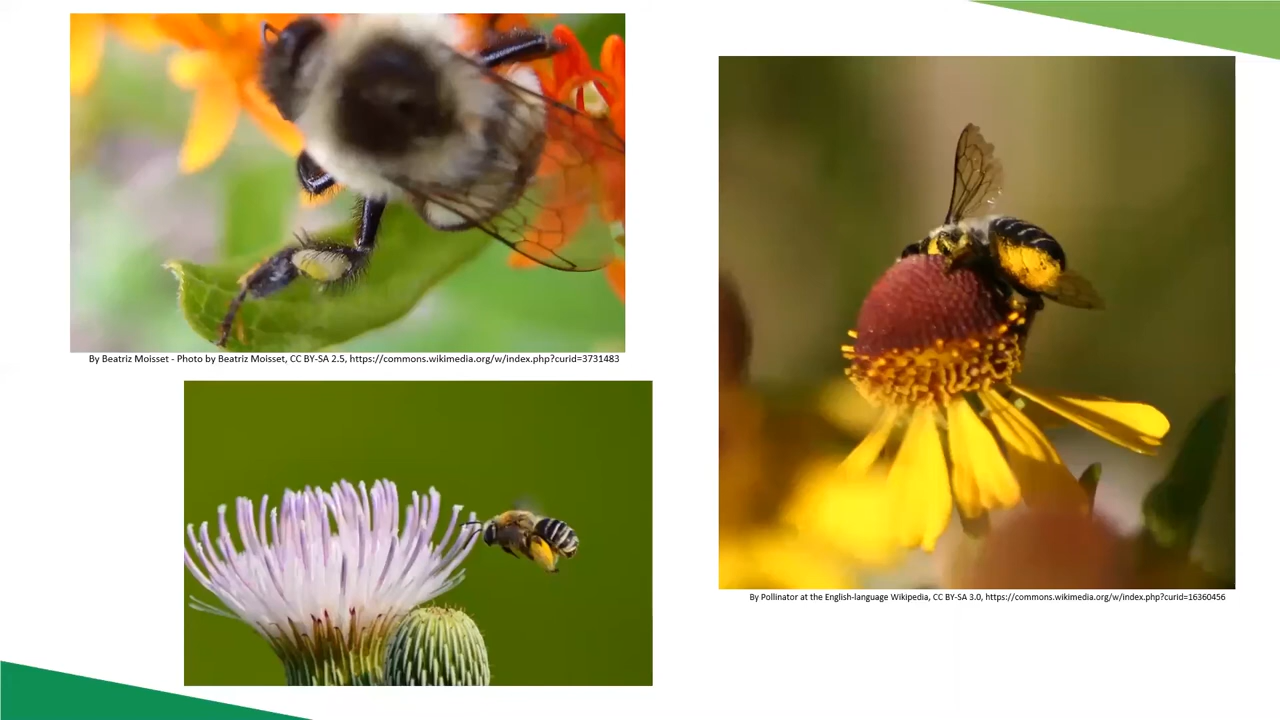 By Beatriz Moisset - Photo by Beatriz Moisset, CC BY-SA 2.5, https://commons.wikimedia.org/w/index.php?curid=3731483
By Pollinator at the English-language Wikipedia, CC BY-SA 3.0, https://commons.wikimedia.org/w/index.php?curid=16360456